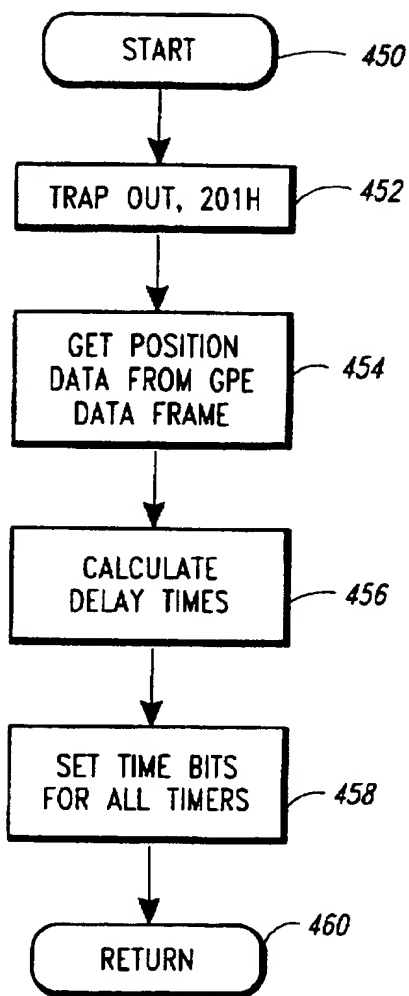 START
450
TRAP OUT, 201H
452
GET POSITION
DATA FROM GPE
DATA FRAME
454
CALCULATE
DELAY TIMES
456
SET TIME BITS
FOR ALL TIMERS
458
RETURN
460